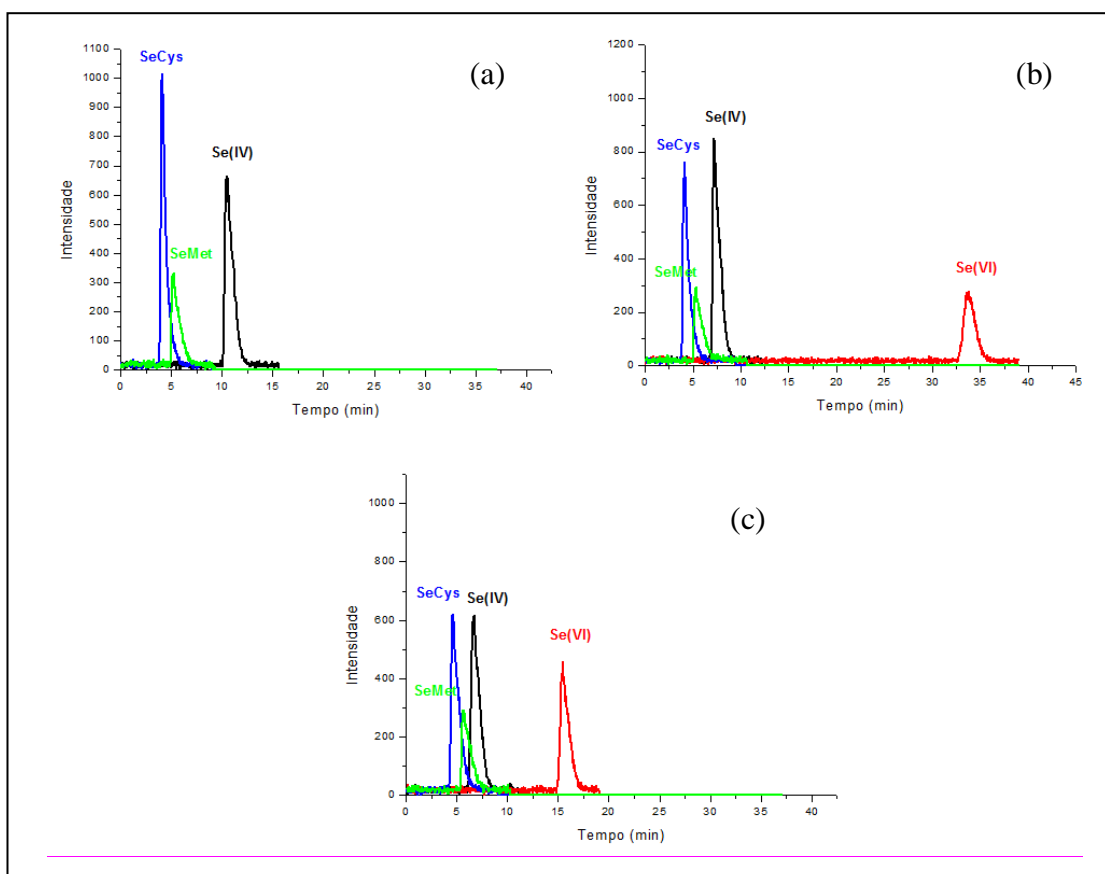 (a)
1100
1000
900
800
700
600
500
400
300
200
100
0
Intensidade
SeCys
SeMet
Se(IV)
0 5 10 15 20 25 30 35 40
Tempo (min)
(b)
1200
1000
800
600
400
200
0
Intensidade
SeCys
SeMet
Se(IV)
Se(VI)
0 5 10 15 20 25 30 35 40 45
Tempo (min)
(c)
1000
800
600
400
200
0
Intensidade
SeCys
Se(IV)
SeMet
Se(VI)
0 5 10 15 20 25 30 35 40
Tempo (min)